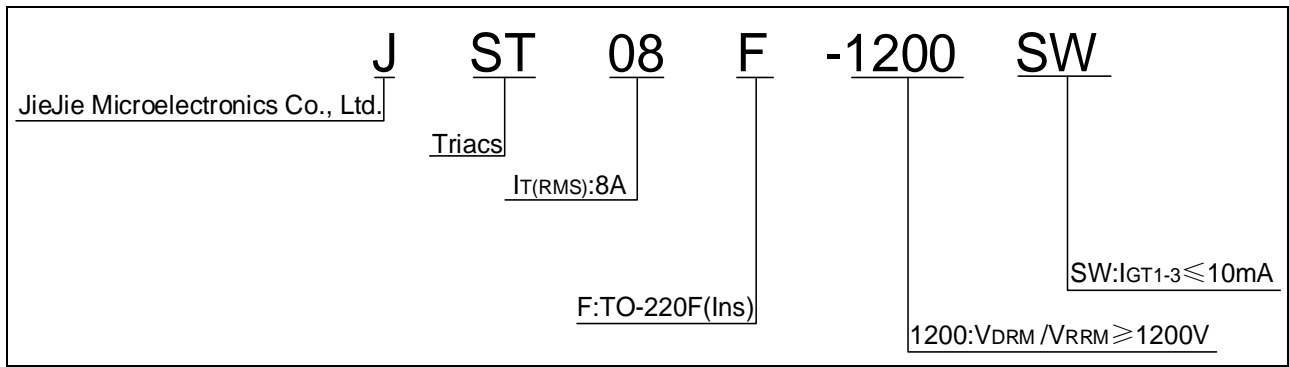 J ST 08 F -1200 SW
JieJie Microelectronics Co., Ltd.
Triacs
IT(RMS):8A
SW:IGT1-3≤10mA
F:TO-220F(Ins)
1200:VDRM /VRRM≥1200V